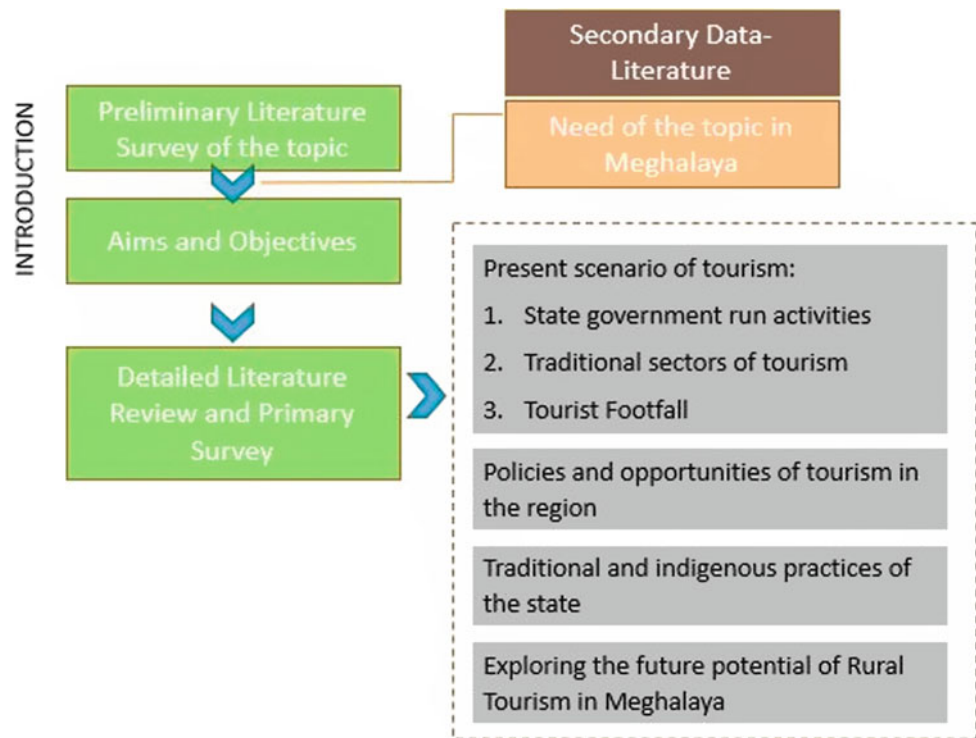 INTRODUCTION
Preliminary Literature
Survey of the topic
Secondary Data-
Literature
Need of the topic in
Meghalaya
Aims and Objectives
Detailed Literature
Review and Primary
Survey
Present scenario of tourism:
1. State government run activities
2. Traditional sectors of tourism
3. Tourist Footfall
Policies and opportunities of tourism in
the region
Traditional and indigenous practices of
the state
Exploring the future potential of Rural
Tourism in Meghalaya